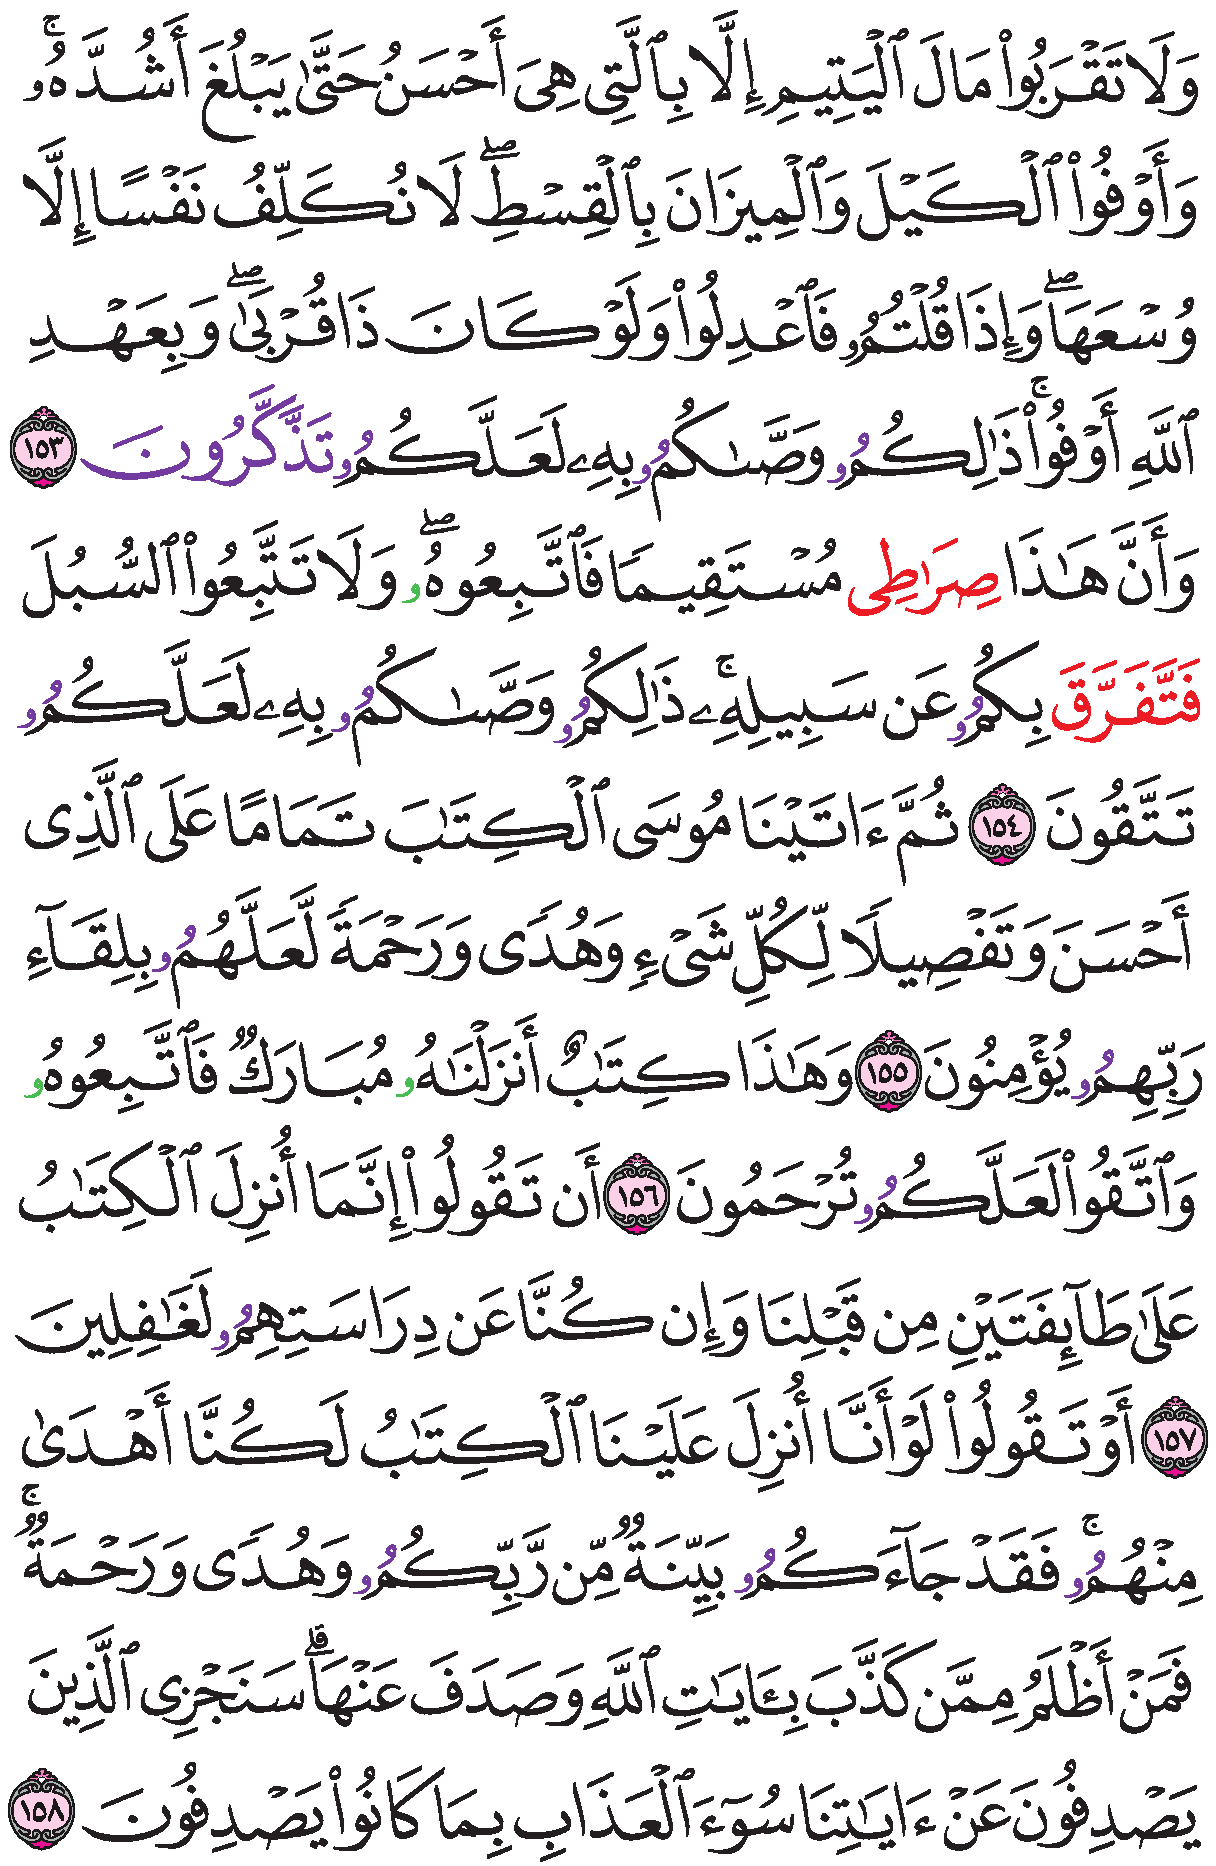 وَلَا تَقۡرَبُواْ مَالَ ٱلۡيَتِيمِ إِلَّا بِٱلَّتِي هِيَ أَحۡسَنُ حَتَّىٰ يَبۡلُغَ أَشُدَّهُۥۚ
وَأَوۡفُواْ ٱلۡكَيۡلَ وَٱلۡمِيزَانَ بِٱلۡقِسۡطِۖ لَا نُكَلِّفُ نَفۡسًا إِلَّا
وُسۡعَهَاۖ وَإِذَا قُلۡتُمُۥ فَٱعۡدِلُواْ وَلَوۡ كَانَ ذَا قُرۡبَىٰۖ وَبِعَهۡدِ
ٱللَّهِ أَوۡفُواْۚ ذَٰلِكُمُۥ وَصَّىٰكُمُۥ بِهِۦ لَعَلَّكُمُۥ تَذَّكَّرُونَ ١٥٣
وَأَنَّ هَٰذَا صِرَٰطِي مُسۡتَقِيمٗا فَٱتَّبِعُوهُۥۖ وَلَا تَتَّبِعُواْ ٱلسُّبُلَ
فَتَّفَرَّقَ بِكُمُۥ عَن سَبِيلِهِۦۚ ذَٰلِكُمُۥ وَصَّىٰكُمُۥ بِهِۦ لَعَلَّكُمُۥ
تَتَّقُونَ ١٥٤ ثُمَّ ءَاتَيۡنَا مُوسَى ٱلۡكِتَٰبَ تَمَامًا عَلَى ٱلَّذِي
أَحۡسَنَ وَتَفۡصِيلٗا لِّكُلِّ شَيۡءٖ وَهُدٗى وَرَحۡمَةٗ لَّعَلَّهُمُۥ بِلِقَآءِ
رَبِّهِمُۥ يُؤۡمِنُونَ ١٥٥ وَهَٰذَا كِتَٰبٌ أَنزَلۡنَٰهُۥ مُبَارَكٞ فَٱتَّبِعُوهُۥ
وَٱتَّقُواْ لَعَلَّكُمُۥ تُرۡحَمُونَ ١٥٦ أَن تَقُولُواْ إِنَّمَا أُنزِلَ ٱلۡكِتَٰبُ
عَلَىٰ طَآئِفَتَيۡنِ مِن قَبۡلِنَا وَإِن كُنَّا عَن دِرَاسَتِهِمُۥ لَغَٰفِلِينَ
١٥٧ أَوۡ تَقُولُواْ لَوۡ أَنَّا أُنزِلَ عَلَيۡنَا ٱلۡكِتَٰبُ لَكُنَّا أَهۡدَىٰ
مِنۡهُمُۥۚ فَقَدۡ جَآءَكُمُۥ بَيِّنَةٞ مِّن رَّبِّكُمُۥ وَهُدٗى وَرَحۡمَةٞۚ
فَمَنۡ أَظۡلَمُ مِمَّن كَذَّبَ بِـَٔايَٰتِ ٱللَّهِ وَصَدَفَ عَنۡهَاۗ سَنَجۡزِي ٱلَّذِينَ
يَصۡدِفُونَ عَنۡ ءَايَٰتِنَا سُوٓءَ ٱلۡعَذَابِ بِمَا كَانُواْ يَصۡدِفُونَ ١٥٨